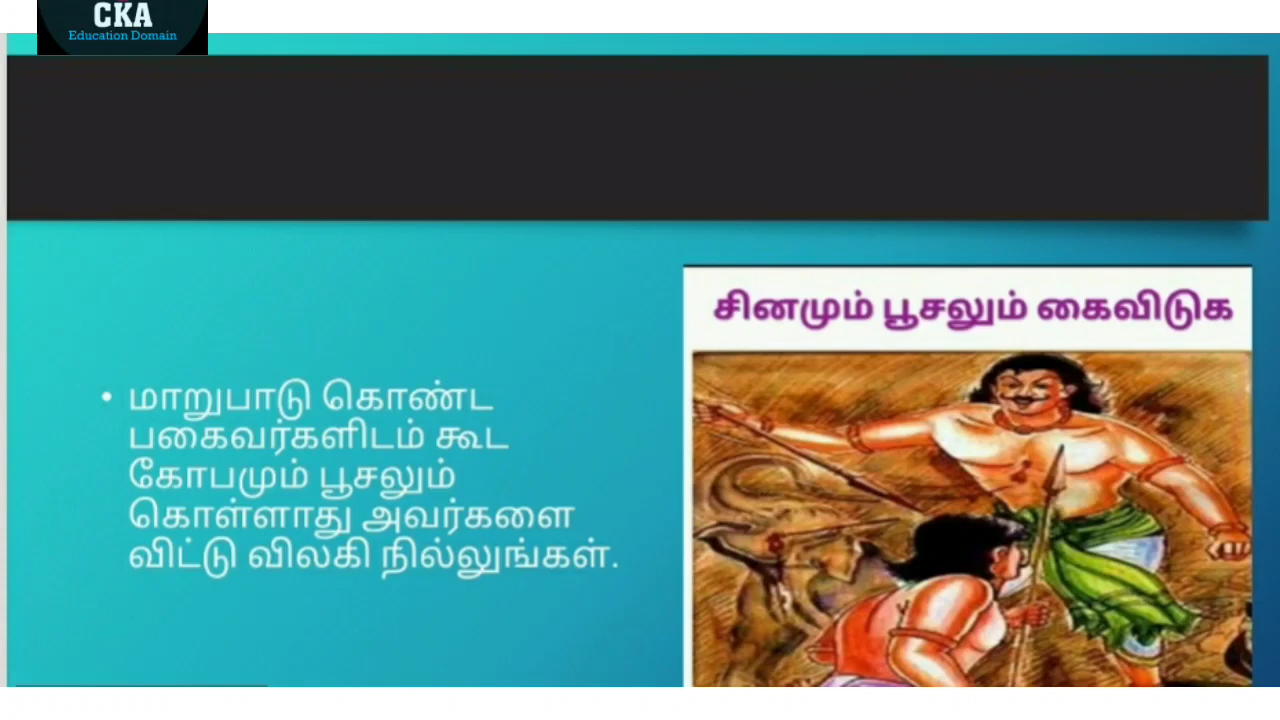 CKA
Education Domain
சினமும் பூசலும் கைவிடுக
• மாறுபாடு கொண்ட
பகைவர்களிடம் கூட
கோபமும் பூசலும்
கொள்ளாது அவர்களை
விட்டு விலகி நில்லுங்கள்.